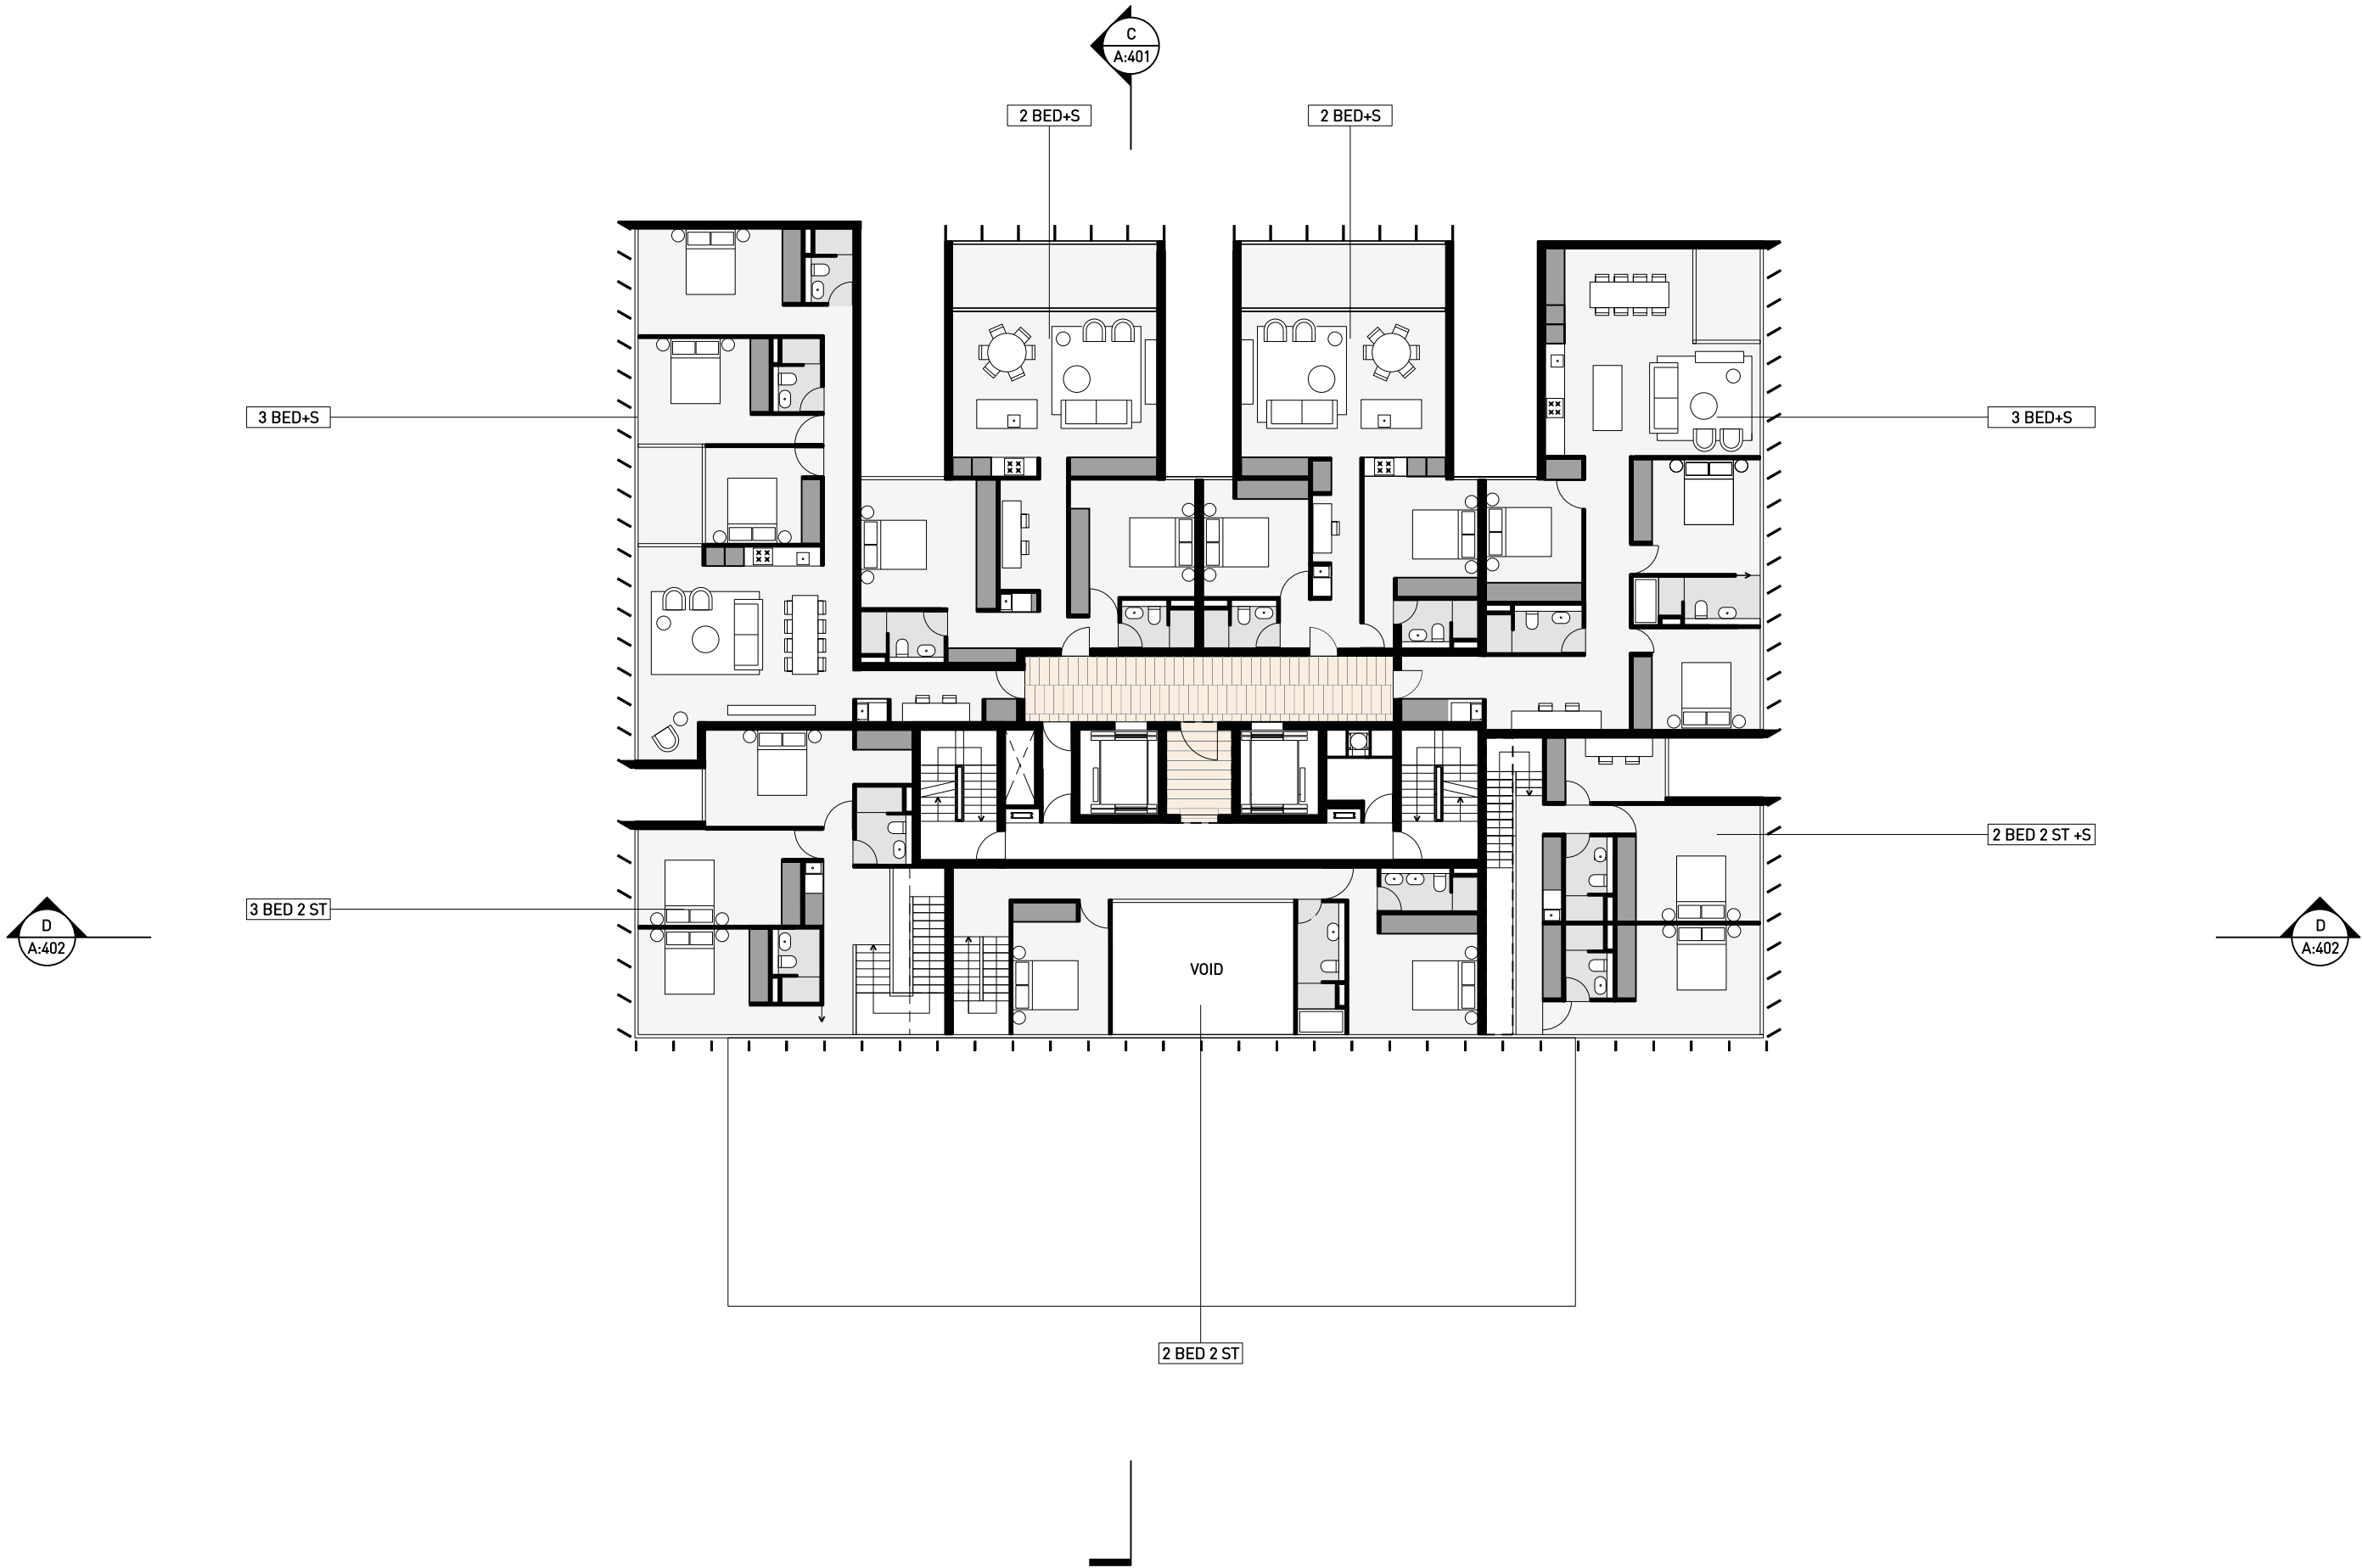 C
A:401
2 BED+S
2 BED+S
3 BED+S
3 BED+S
2 BED 2 ST +S
3 BED 2 ST
D
A:402
D
A:402
VOID
2 BED 2 ST